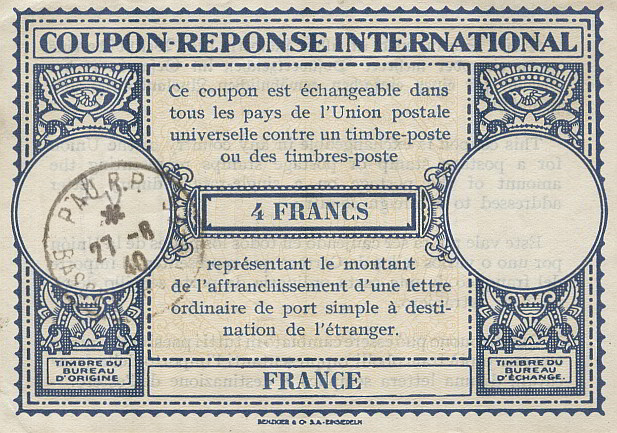 COUPON-REPONSE INTERNATIONAL
Ce coupon est échangeable dans
tous les pays de l'Union postale
universelle contre un timbre-poste
ou des timbres-poste
4 FRANCS
représentant le montant
de l'affranchissement d'une lettre
ordinaire de port simple à desti-
nation de l'étranger.
FRANCE
PAU R.P.
27 -8
40
TIMBRE DU
BUREAU
D'ORIGINE
TIMBRE DU
BUREAU
D'ÉCHANGE.
BENZIGER & Co S.A.-EINSIEDELN